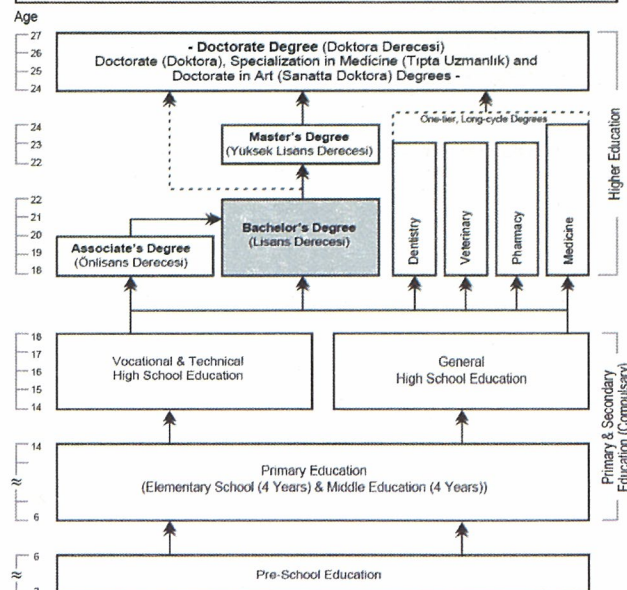 Age
27
26
25
24
- Doctorate Degree (Doktora Derecesi)
Doctorate (Doktora), Specialization in Medicine (Tıpta Uzmanlık) and
Doctorate in Art (Sanatta Doktora) Degrees -
24
23
22
Master's Degree
(Yuksek Lisans Derecesi)
One-tier, Long-cycle Degrees
22
21
20
19
18
Associate's Degree
(Önlisans Derecesi)
Bachelor's Degree
(Lisans Derecesi)
Dentistry
Veterinary
Pharmacy
Medicine
Higher Education
18
17
16
15
14
Vocational & Technical
High School Education
General
High School Education
14
6
Primary Education
(Elementary School (4 Years) & Middle Education (4 Years))
Primary & Secondary
Education (Compulsary)
6
Pre-School Education